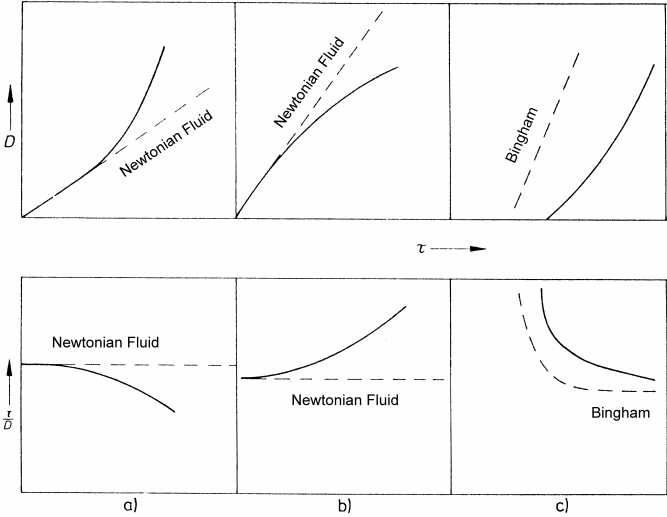 Newtonian Fluid
Newtonian Fluid
Bingham
D
τ
Newtonian Fluid
Newtonian Fluid
Bingham
τ/D
a)
b)
c)